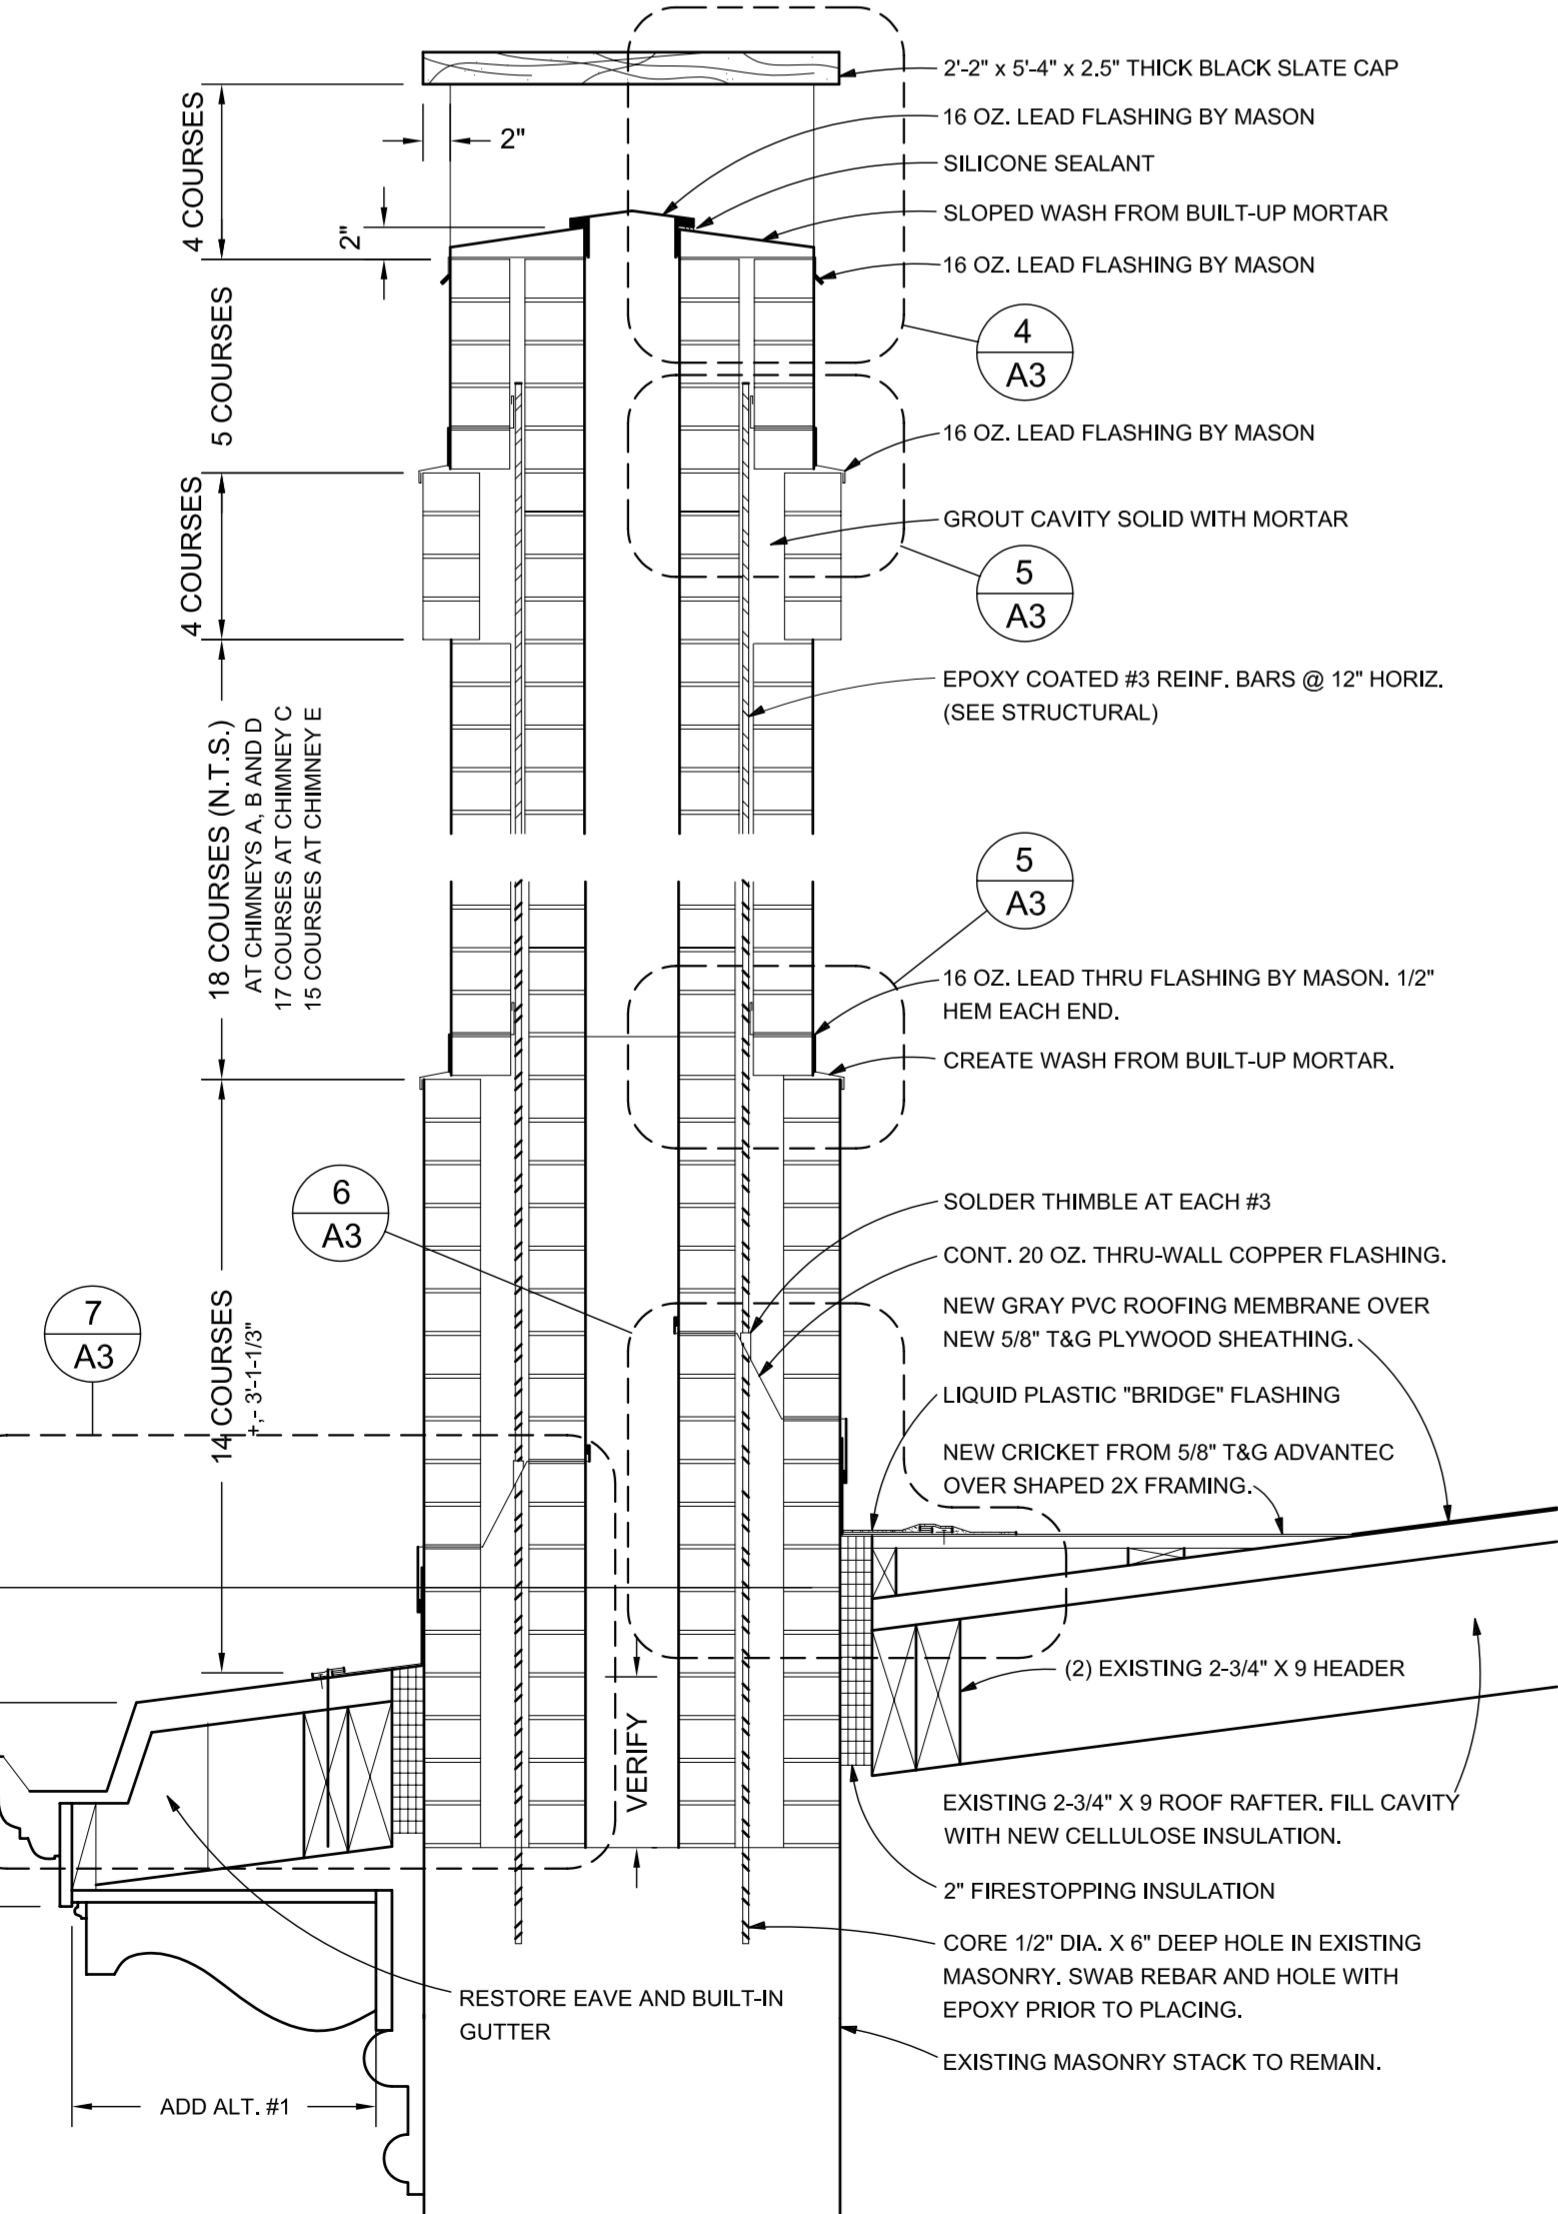 2'-2" x 5'-4" x 2.5" THICK BLACK SLATE CAP
16 OZ. LEAD FLASHING BY MASON
SILICONE SEALANT
SLOPED WASH FROM BUILT-UP MORTAR
16 OZ. LEAD FLASHING BY MASON
4
A3
16 OZ. LEAD FLASHING BY MASON
GROUT CAVITY SOLID WITH MORTAR
5
A3
EPOXY COATED #3 REINF. BARS @ 12" HORIZ.
(SEE STRUCTURAL)
5
A3
16 OZ. LEAD THRU FLASHING BY MASON. 1/2"
HEM EACH END.
CREATE WASH FROM BUILT-UP MORTAR.
SOLDER THIMBLE AT EACH #3
CONT. 20 OZ. THRU-WALL COPPER FLASHING.
NEW GRAY PVC ROOFING MEMBRANE OVER
NEW 5/8" T&G PLYWOOD SHEATHING.
LIQUID PLASTIC "BRIDGE" FLASHING
NEW CRICKET FROM 5/8" T&G ADVANTEC
OVER SHAPED 2X FRAMING.
(2) EXISTING 2-3/4" X 9 HEADER
EXISTING 2-3/4" X 9 ROOF RAFTER. FILL CAVITY
WITH NEW CELLULOSE INSULATION.
2" FIRESTOPPING INSULATION
CORE 1/2" DIA. X 6" DEEP HOLE IN EXISTING
MASONRY. SWAB REBAR AND HOLE WITH
EPOXY PRIOR TO PLACING.
EXISTING MASONRY STACK TO REMAIN.
4 COURSES
2"
2"
5 COURSES
4 COURSES
18 COURSES (N.T.S.)
AT CHIMNEYS A, B AND D
17 COURSES AT CHIMNEY C
15 COURSES AT CHIMNEY E
6
A3
7
A3
14 COURSES
+,- 3'-1-1/3"
VERIFY
RESTORE EAVE AND BUILT-IN
GUTTER
ADD ALT. #1